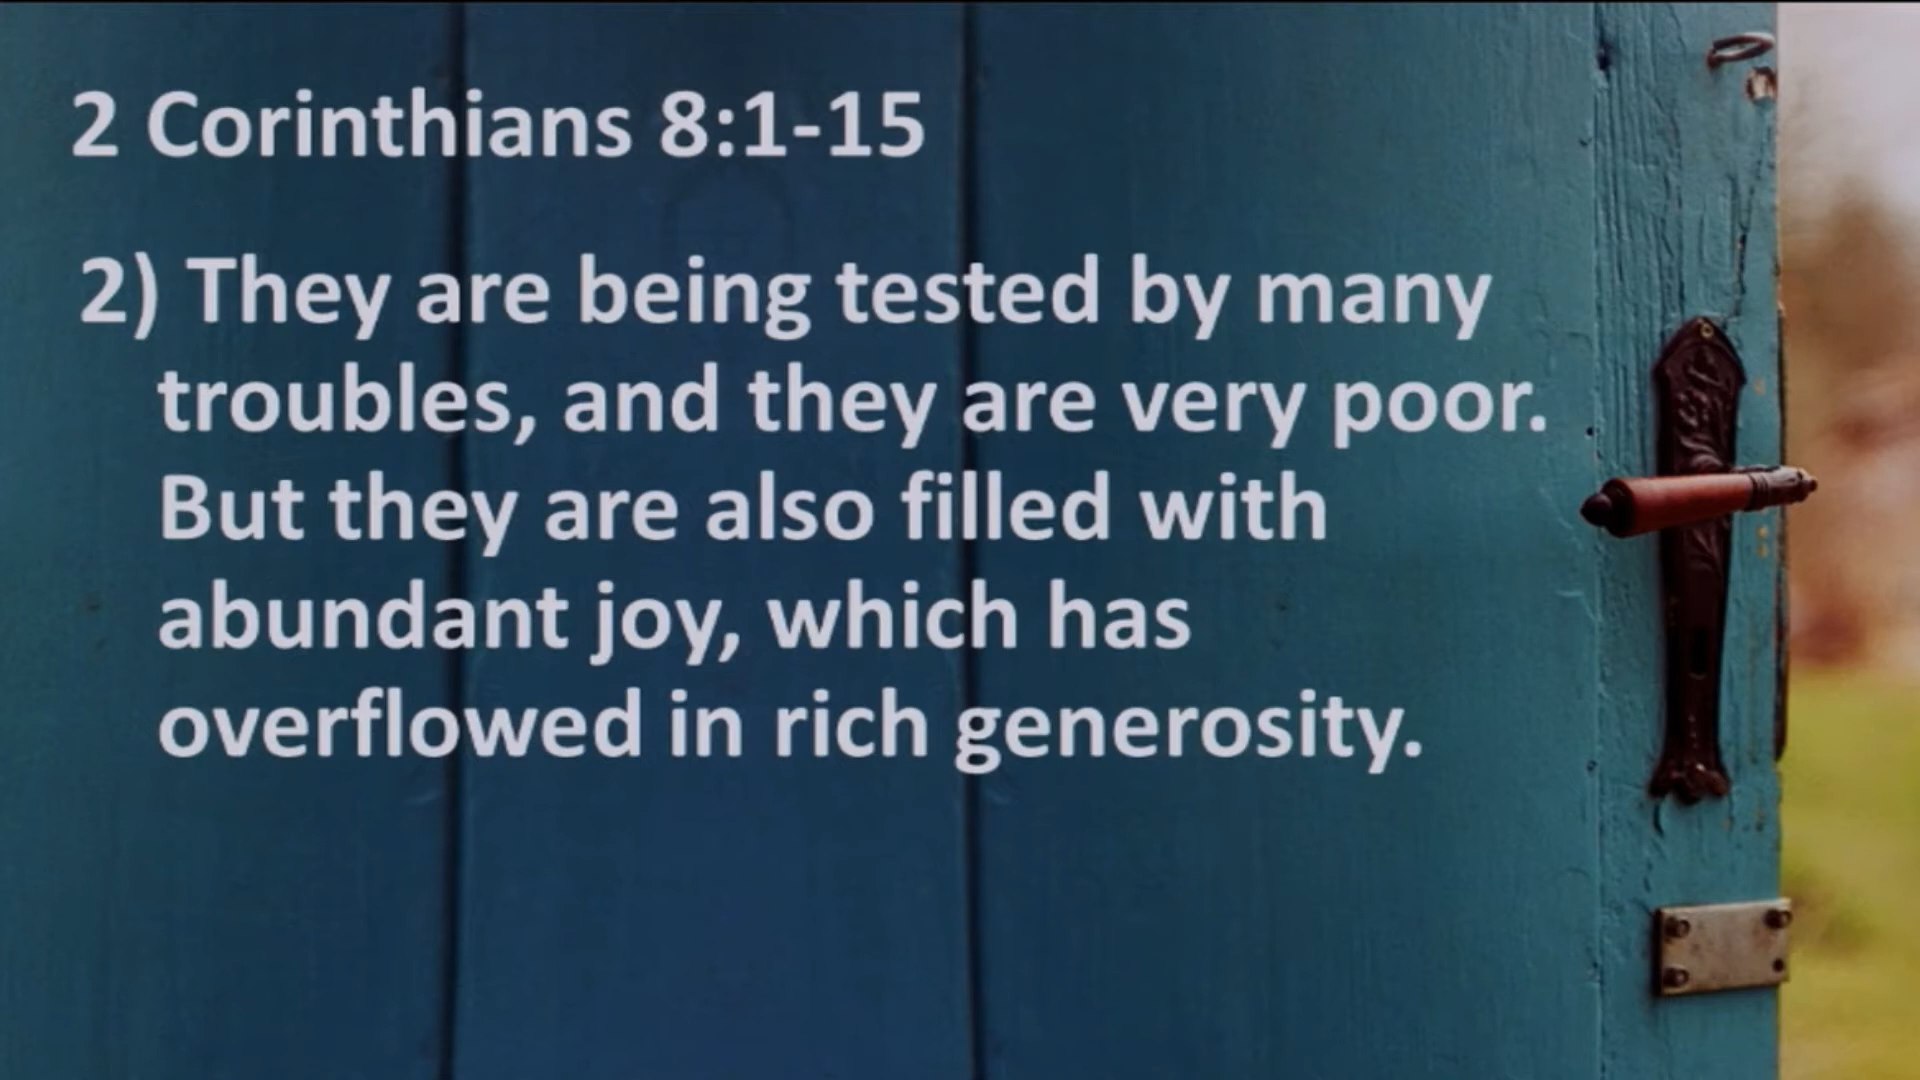 2 Corinthians 8:1-15
2) They are being tested by many
troubles, and they are very poor.
But they are also filled with
abundant joy, which has
overflowed in rich generosity.